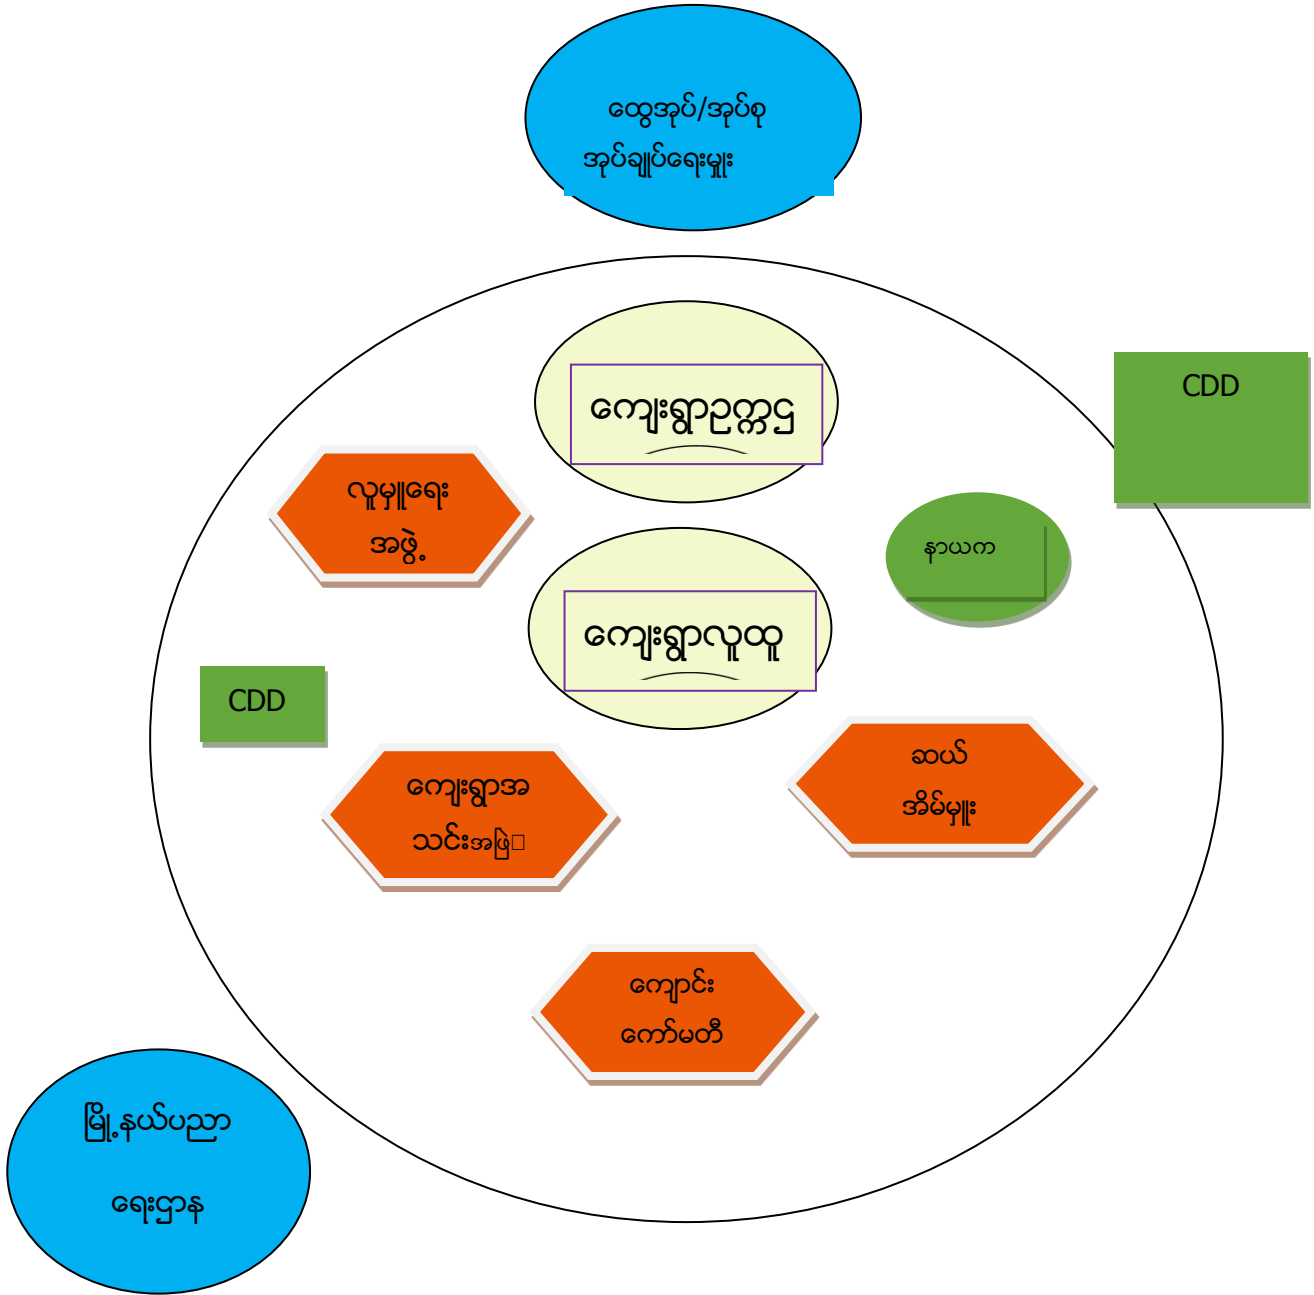 ထွေအုပ်/အုပ်စု
အုပ်ချုပ်ရေးမှုး
ကျေးရွာဥက္ကဌ
CDD
လူမှူရေး
အဖွဲ့
နာယက
ကျေးရွာလူထု
CDD
ဆယ်
အိမ်မှူး
ကျေးရွာအ
သင်းအဖြဲ
ကျောင်း
ကော်မတီ
မြို့နယ်ပညာ
ရေးဌာန